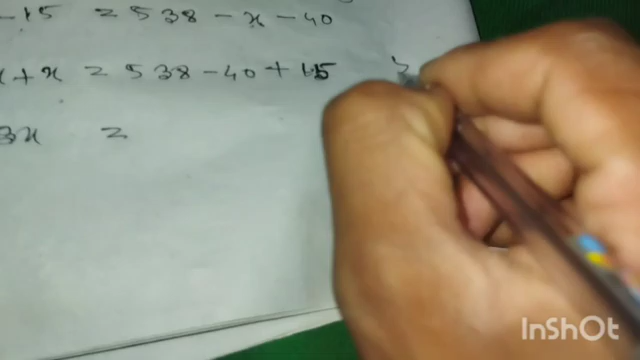 - 15 = 538 - x - 40
x + x = 538 - 40 + 15
3x =
InShOt